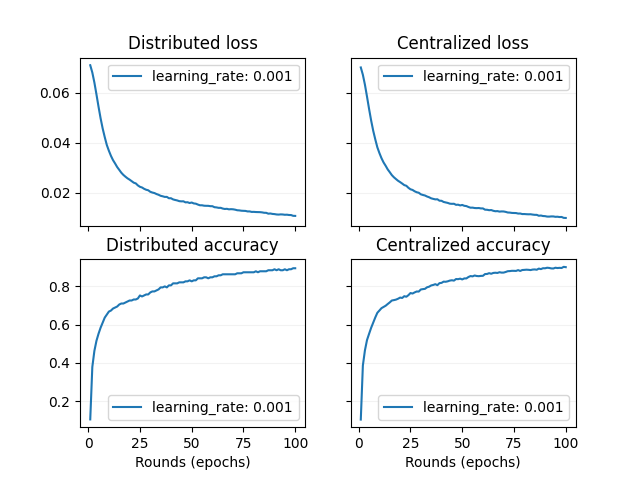 Distributed loss
Centralized loss
learning_rate: 0.001
learning_rate: 0.001
0.06
0.04
0.02
Distributed accuracy
Centralized accuracy
0.8
0.6
0.4
0.2
learning_rate: 0.001
learning_rate: 0.001
0 25 50 75 100
0 25 50 75 100
Rounds (epochs)
Rounds (epochs)